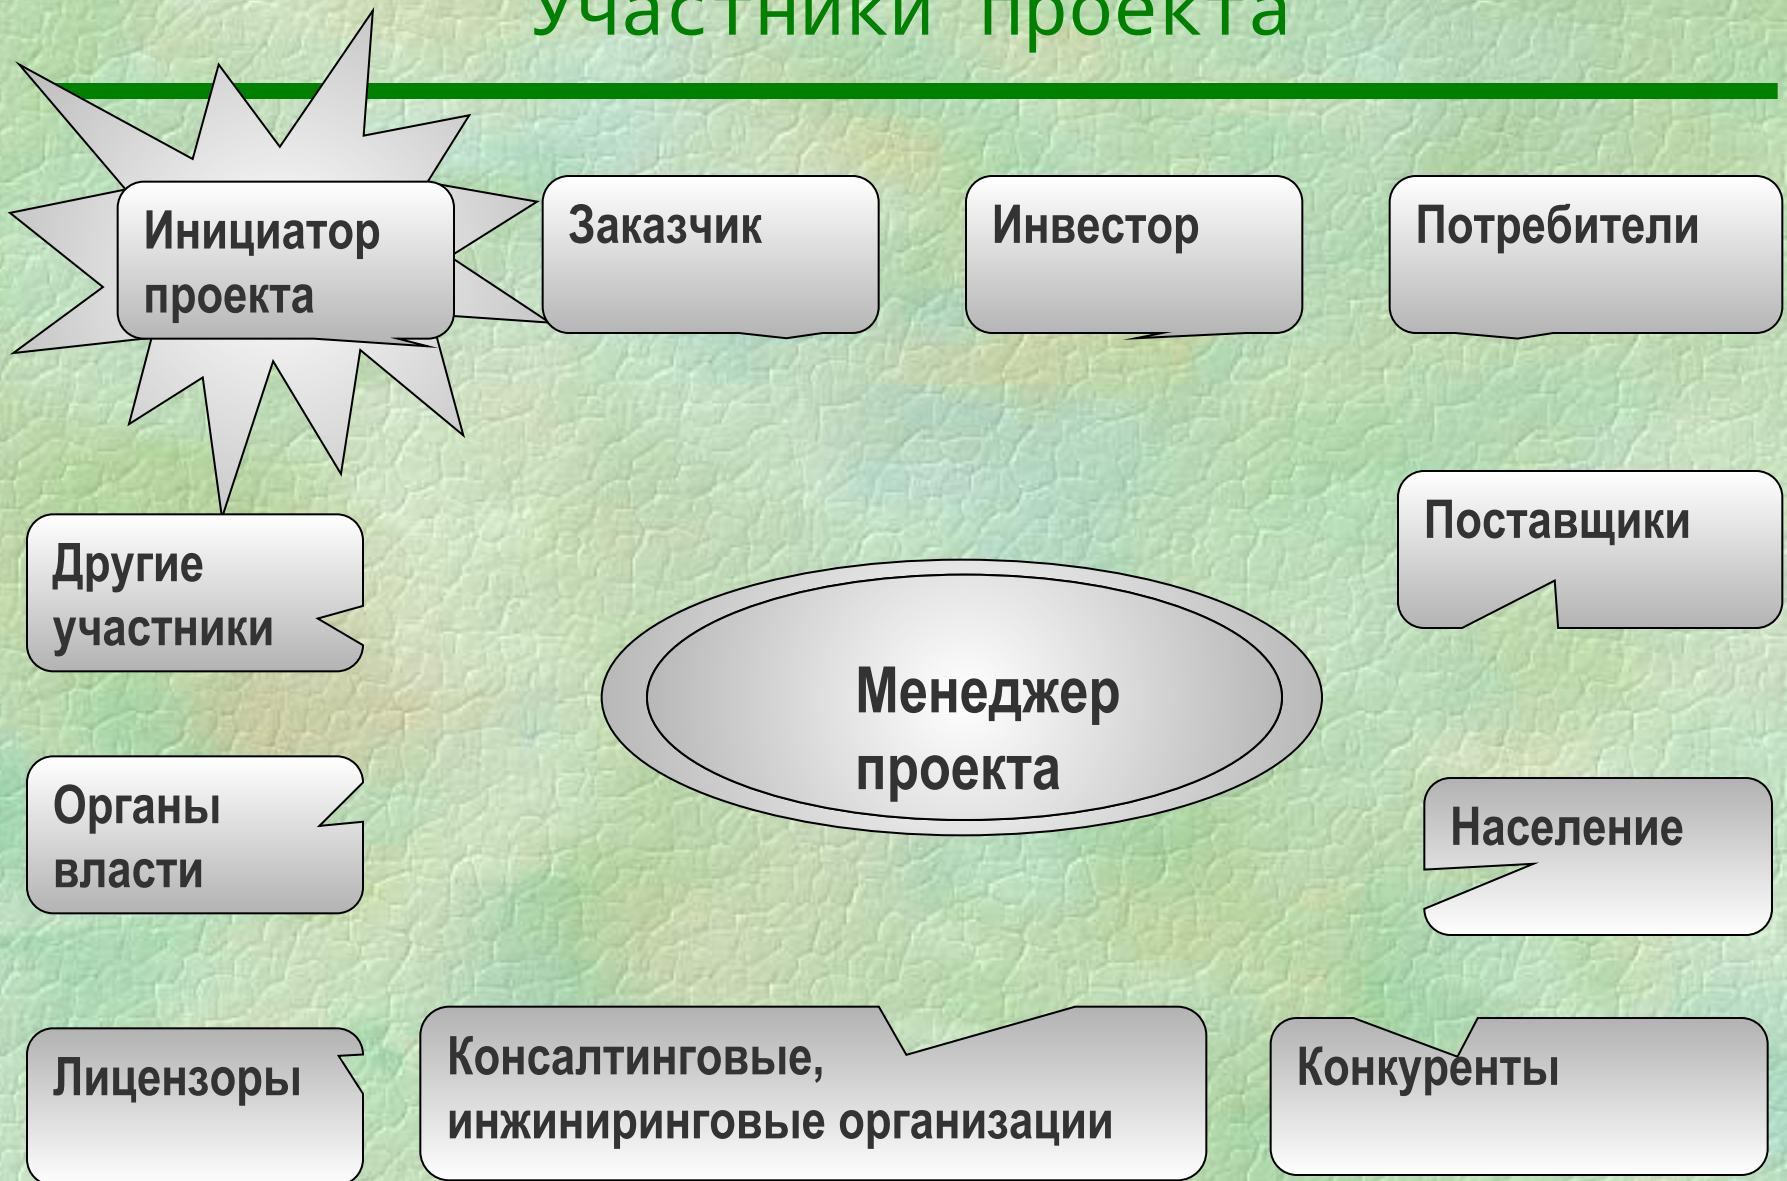 Участники проекта
Инициатор
проекта
Заказчик
Инвестор
Потребители
Поставщики
Другие
участники
Менеджер
проекта
Органы
власти
Население
Лицензоры
Консалтинговые,
инжиниринговые организации
Конкуренты